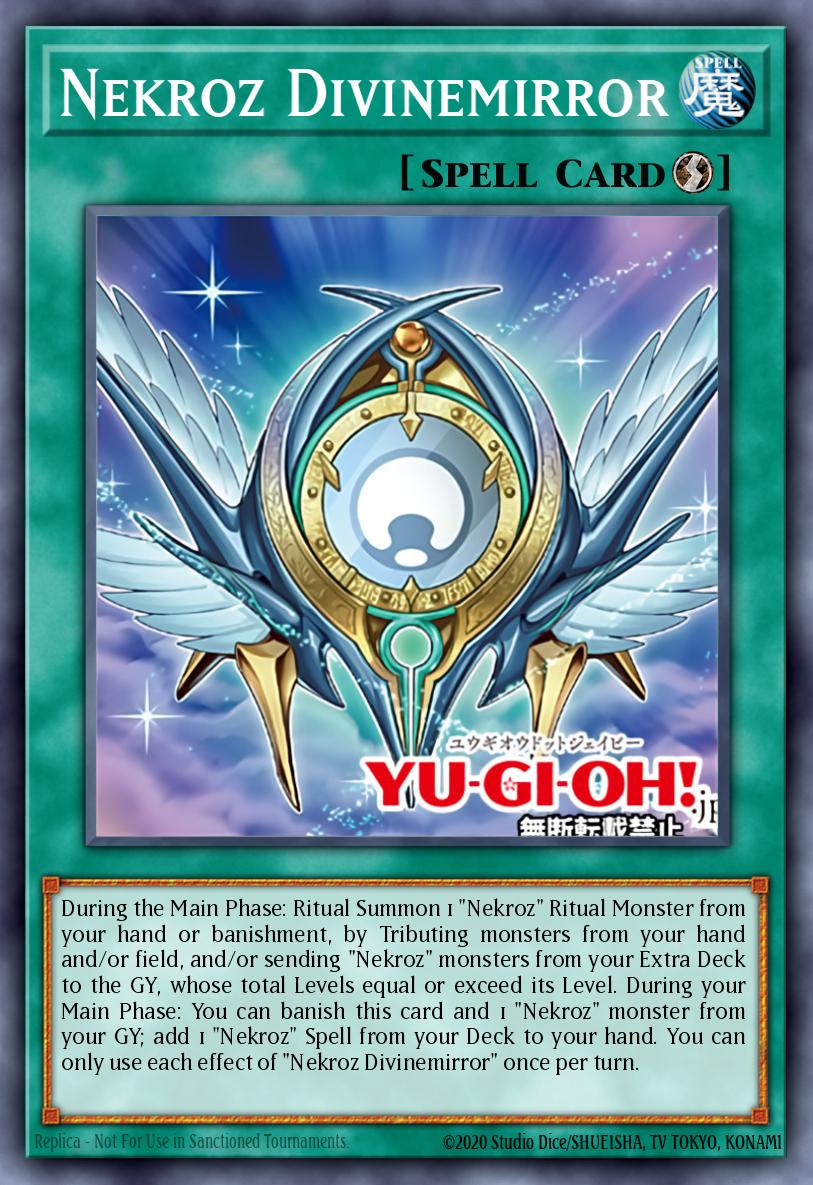 NEKROZ DIVINEMIRROR
SPELL
魔
[SPELL CARD]
ユウギオウドットジェイピー
YU-GI-OH!
.jp
無断転載禁止
During the Main Phase: Ritual Summon 1 "Nekroz" Ritual Monster from
your hand or banishment, by Tributing monsters from your hand
and/or field, and/or sending "Nekroz" monsters from your Extra Deck
to the GY, whose total Levels equal or exceed its Level. During your
Main Phase: You can banish this card and 1 "Nekroz" monster from
your GY; add 1 "Nekroz" Spell from your Deck to your hand. You can
only use each effect of "Nekroz Divinemirror" once per turn.
Replica - Not For Use in Sanctioned Tournaments.
©2020 Studio Dice/SHUEISHA, TV TOKYO, KONAMI